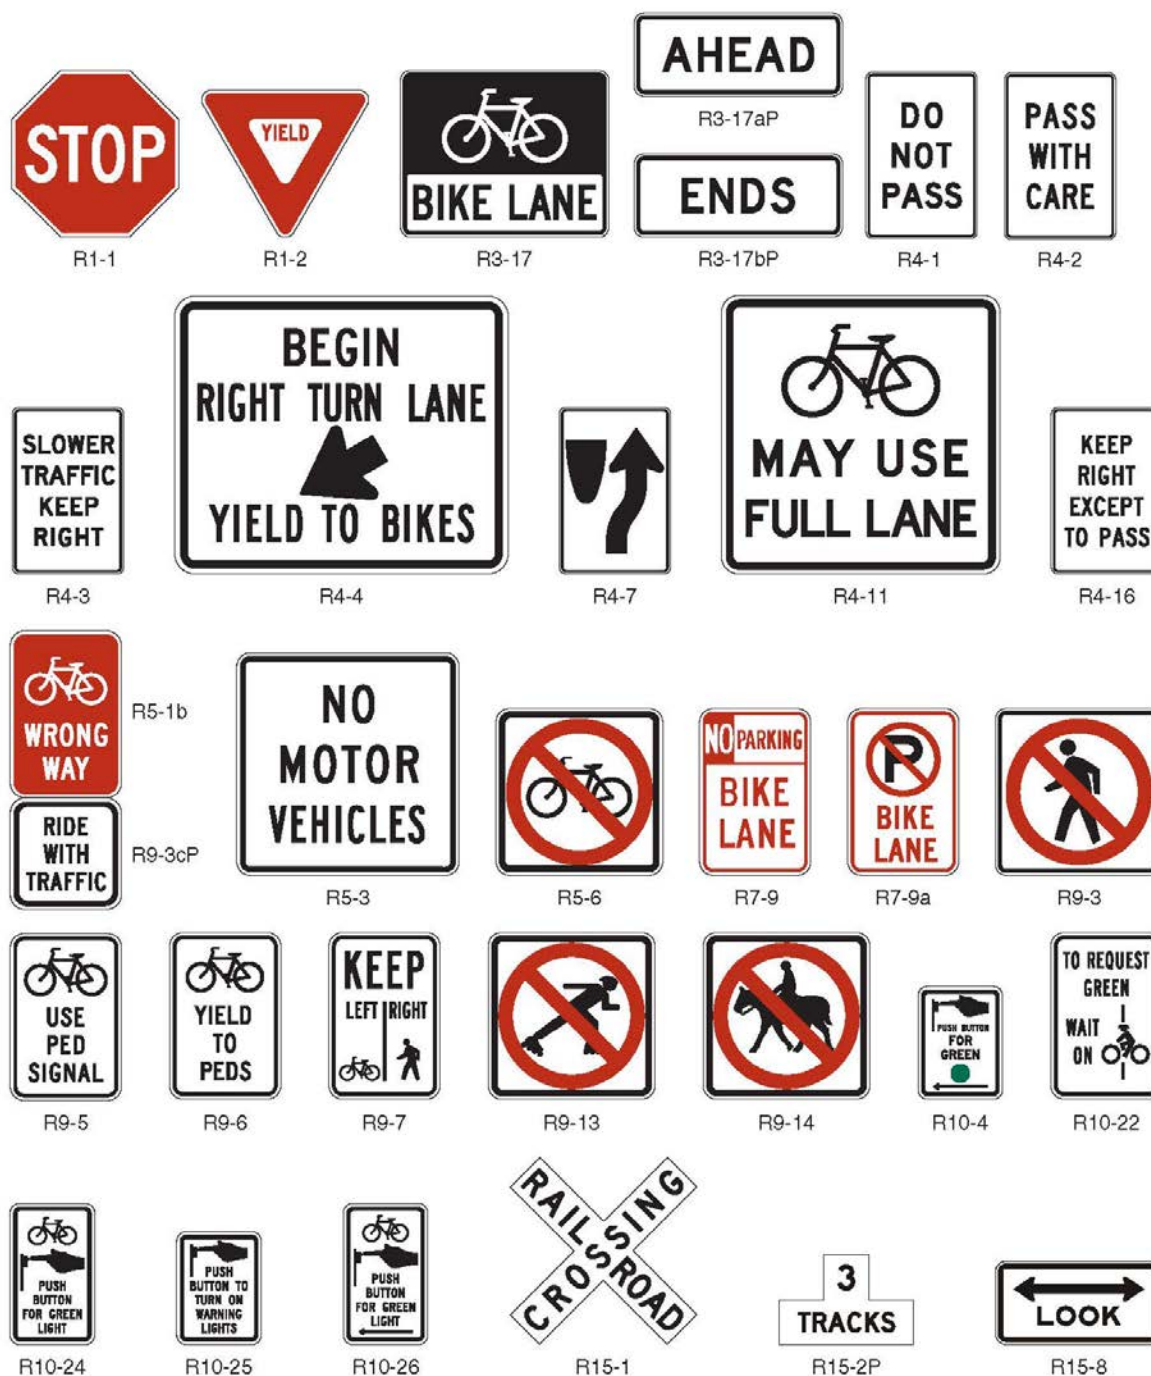 STOP
R1-1
YIELD
R1-2
BIKE LANE
R3-17
AHEAD
R3-17aP
ENDS
R3-17bP
DO
NOT
PASS
R4-1
PASS
WITH
CARE
R4-2
SLOWER
TRAFFIC
KEEP
RIGHT
R4-3
BEGIN
RIGHT TURN LANE
YIELD TO BIKES
R4-4
R4-7
MAY USE
FULL LANE
R4-11
KEEP
RIGHT
EXCEPT
TO PASS
R4-16
WRONG
WAY
R5-1b
RIDE
WITH
TRAFFIC
R9-3cP
NO
MOTOR
VEHICLES
R5-3
R5-6
NO PARKING
BIKE
LANE
R7-9
P
BIKE
LANE
R7-9a
R9-3
USE
PED
SIGNAL
R9-5
YIELD
TO
PEDS
R9-6
KEEP
LEFT RIGHT
R9-7
R9-13
R9-14
PUSH BUTTON
FOR
GREEN
R10-4
TO REQUEST
GREEN
WAIT
ON
R10-22
PUSH
BUTTON
FOR GREEN
LIGHT
R10-24
PUSH
BUTTON TO
TURN ON
WARNING
LIGHTS
R10-25
PUSH
BUTTON
FOR GREEN
LIGHT
R10-26
RAILROAD
CROSSING
R15-1
3
TRACKS
R15-2P
LOOK
R15-8